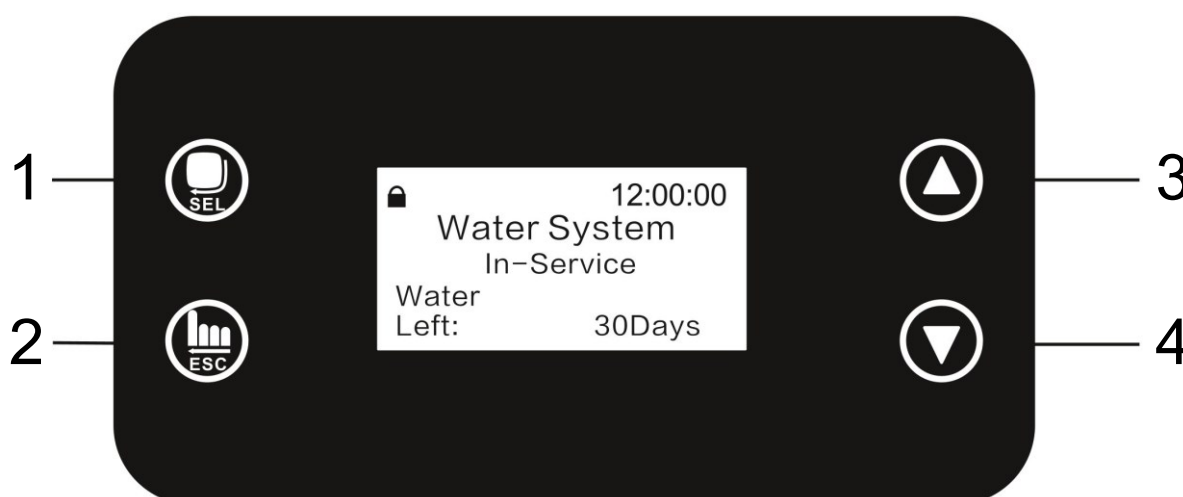 1
SEL
2
ESC
12:00:00
Water System
In-Service
Water
Left: 30Days
3
4